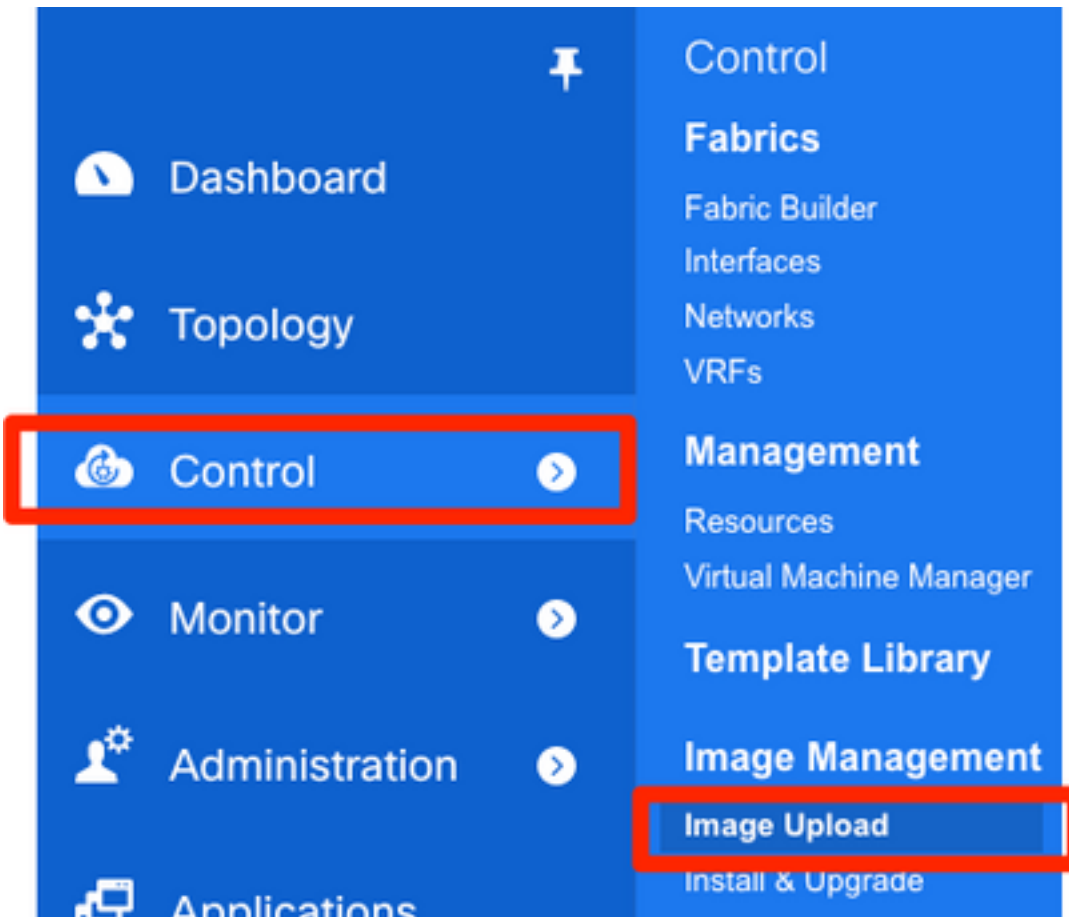 Dashboard
Topology
Control
Monitor
Administration
Applications
Control
Fabrics
Fabric Builder
Interfaces
Networks
VRFs
Management
Resources
Virtual Machine Manager
Template Library
Image Management
Image Upload
Install & Upgrade